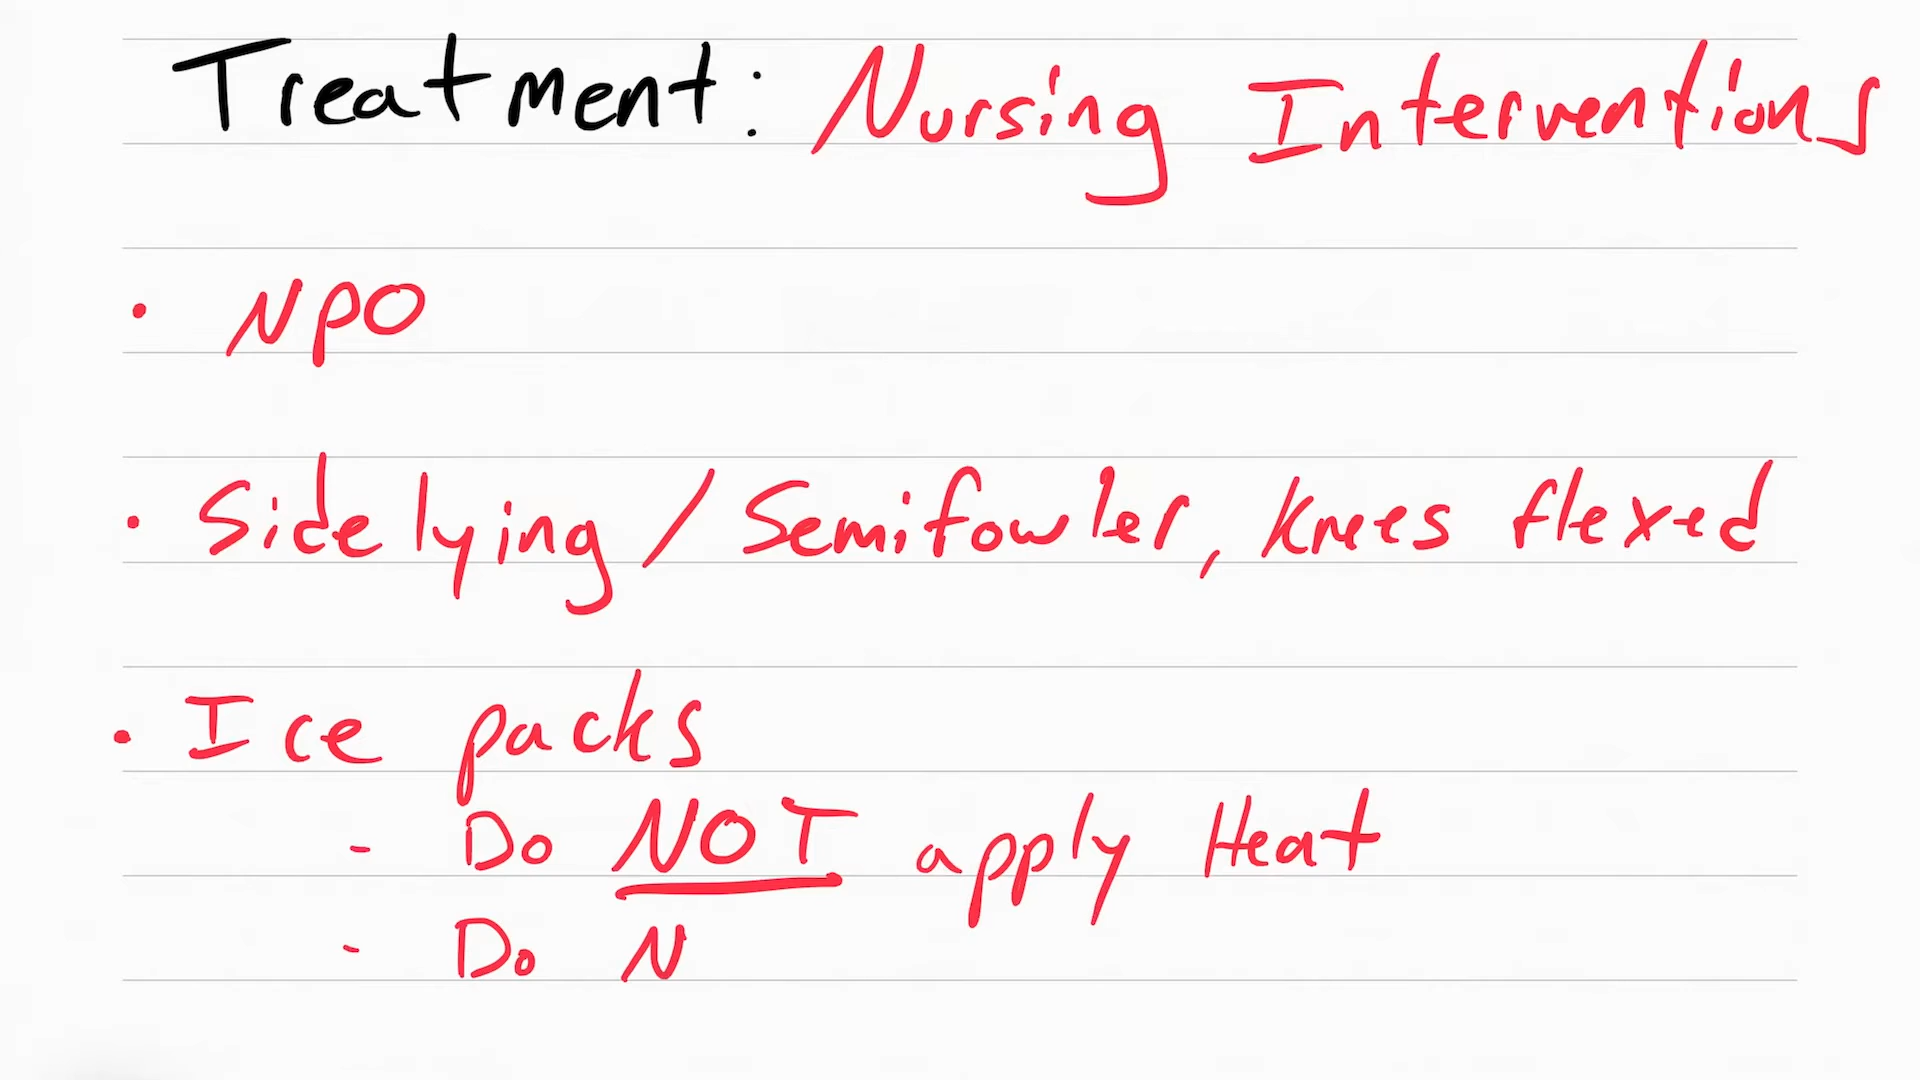 Treatment: Nursing Interventions
• NPO
• Sidelying / Semifowler, Knees flexed
• Ice packs
- Do NOT apply Heat
- Do N